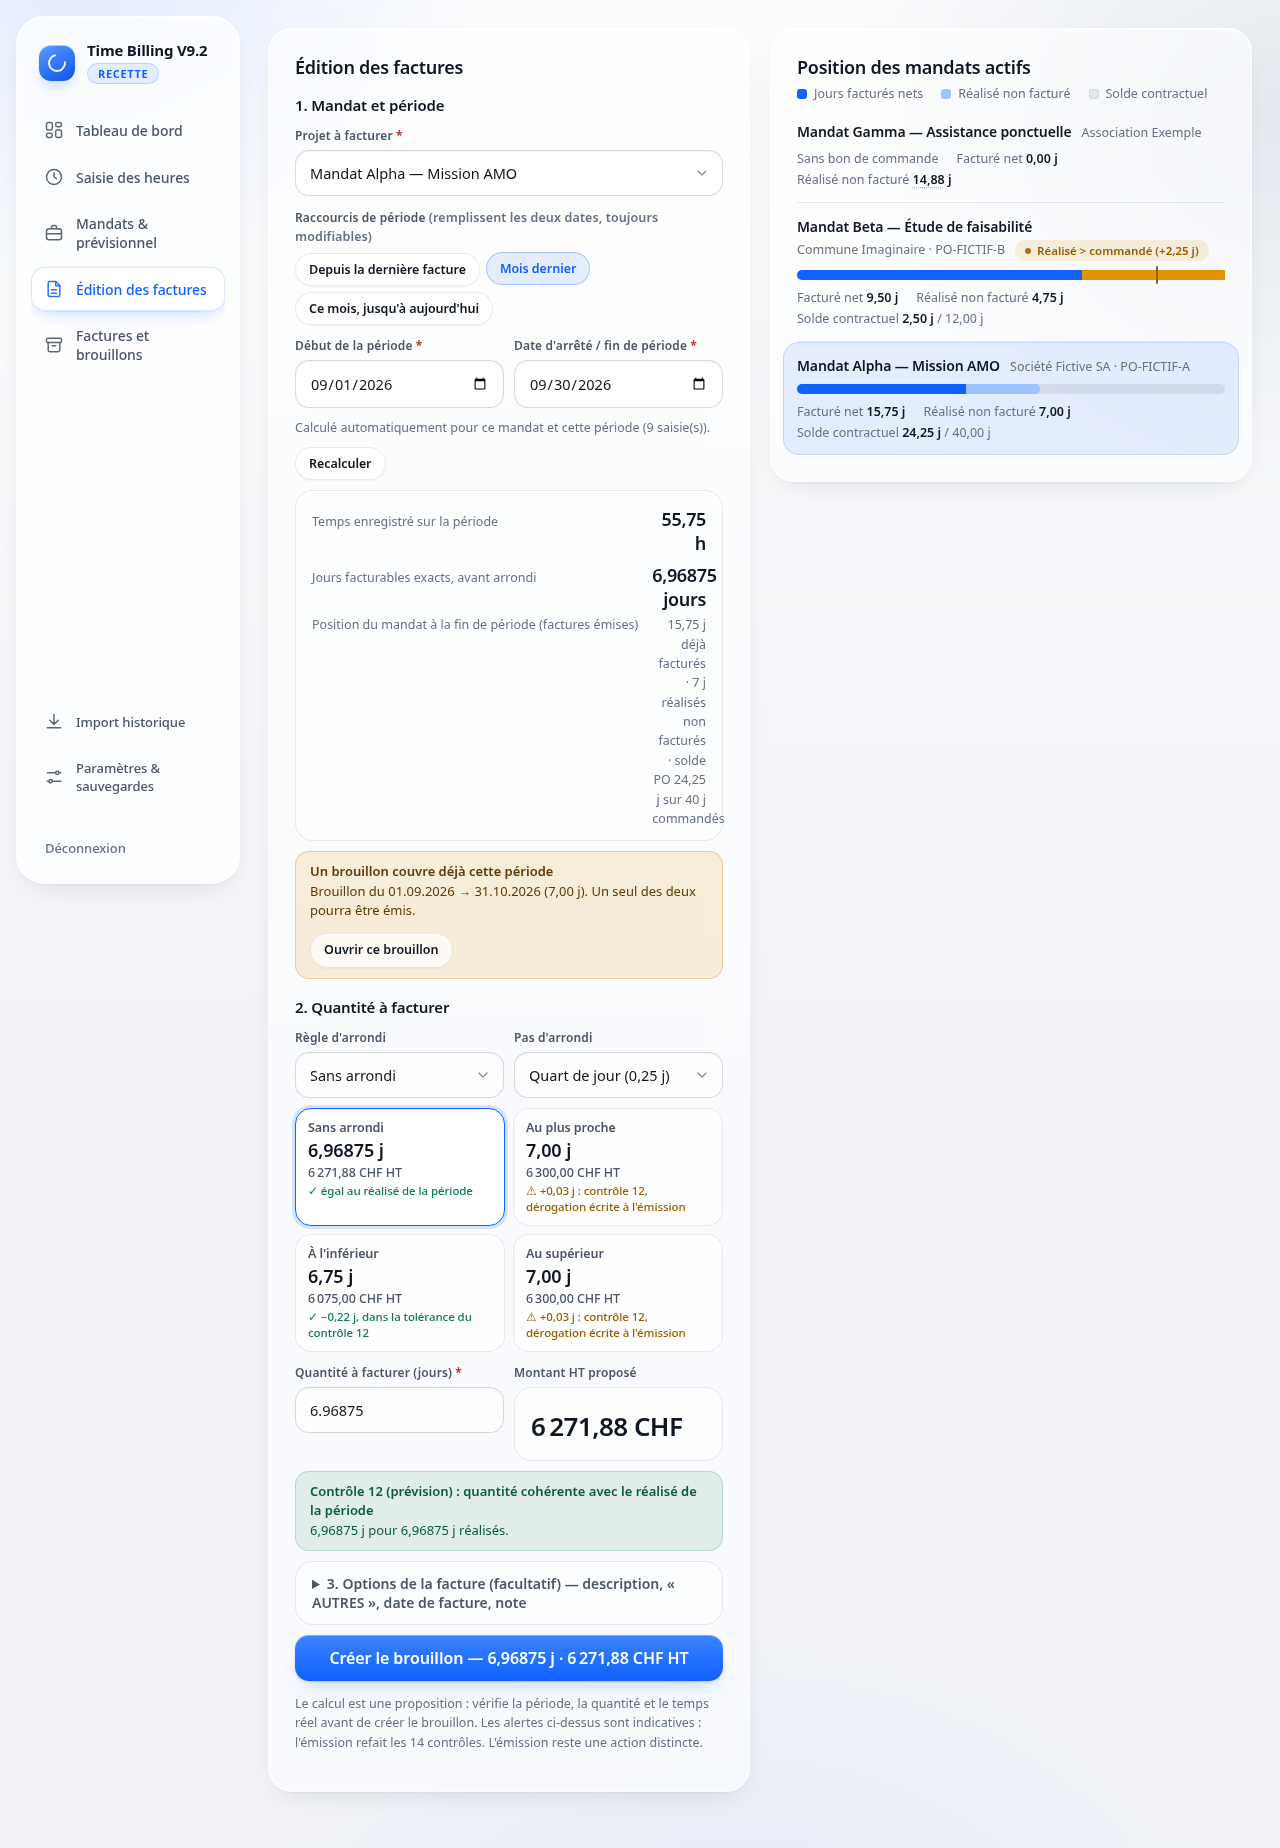 Time Billing V9.2
RECETTE
Tableau de bord
Saisie des heures
Mandats &
prévisionnel
Édition des factures
Factures et
brouillons
Import historique
Paramètres &
sauvegardes
Déconnexion
Édition des factures
1. Mandat et période
Projet à facturer *
Mandat Alpha — Mission AMO
Raccourcis de période (remplissent les deux dates, toujours
modifiables)
Depuis la dernière facture
Mois dernier
Ce mois, jusqu'à aujourd'hui
Début de la période *
Date d'arrêté / fin de période *
09/01/2026
09/30/2026
Calculé automatiquement pour ce mandat et cette période (9 saisie(s)).
Recalculer
Temps enregistré sur la période
55,75
h
Jours facturables exacts, avant arrondi
6,96875
jours
Position du mandat à la fin de période (factures émises)
15,75 j
déjà
facturés
· 7 j
réalisés
non
facturés
· solde
PO 24,25
j sur 40 j
commandés
Un brouillon couvre déjà cette période
Brouillon du 01.09.2026 → 31.10.2026 (7,00 j). Un seul des deux
pourra être émis.
Ouvrir ce brouillon
2. Quantité à facturer
Règle d'arrondi
Pas d'arrondi
Sans arrondi
Quart de jour (0,25 j)
Sans arrondi
6,96875 j
6 271,88 CHF HT
✓ égal au réalisé de la période
Au plus proche
7,00 j
6 300,00 CHF HT
⚠ +0,03 j : contrôle 12,
dérogation écrite à l'émission
À l'inférieur
6,75 j
6 075,00 CHF HT
✓ −0,22 j, dans la tolérance du
contrôle 12
Au supérieur
7,00 j
6 300,00 CHF HT
⚠ +0,03 j : contrôle 12,
dérogation écrite à l'émission
Quantité à facturer (jours) *
Montant HT proposé
6.96875
6 271,88 CHF
Contrôle 12 (prévision) : quantité cohérente avec le réalisé de
la période
6,96875 j pour 6,96875 j réalisés.
▶ 3. Options de la facture (facultatif) — description, «
AUTRES », date de facture, note
Créer le brouillon — 6,96875 j · 6 271,88 CHF HT
Le calcul est une proposition : vérifie la période, la quantité et le temps
réel avant de créer le brouillon. Les alertes ci-dessus sont indicatives :
l'émission refait les 14 contrôles. L'émission reste une action distincte.
Position des mandats actifs
Jours facturés nets
Réalisé non facturé
Solde contractuel
Mandat Gamma — Assistance ponctuelle Association Exemple
Sans bon de commande Facturé net 0,00 j
Réalisé non facturé 14,88 j
Mandat Beta — Étude de faisabilité
Commune Imaginaire · PO-FICTIF-B Réalisé > commandé (+2,25 j)
Facturé net 9,50 j Réalisé non facturé 4,75 j
Solde contractuel 2,50 j / 12,00 j
Mandat Alpha — Mission AMO Société Fictive SA · PO-FICTIF-A
Facturé net 15,75 j Réalisé non facturé 7,00 j
Solde contractuel 24,25 j / 40,00 j